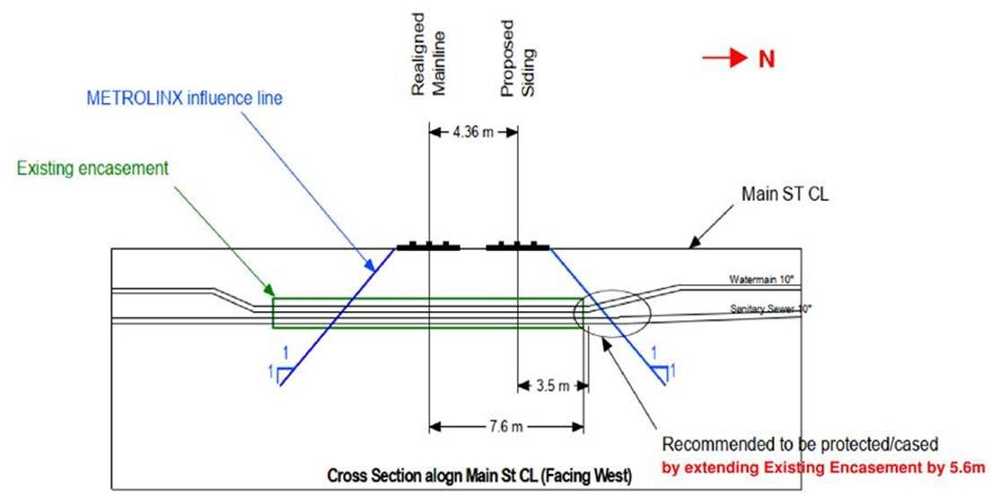 Realigned
Mainline
Proposed
Siding
N
METROLINX influence line
4.36 m
Existing encasement
Main ST CL
Watermain 10"
Sanitary Sewer 10"
1
1
1
1
3.5 m
7.6 m
Recommended to be protected/cased
by extending Existing Encasement by 5.6m
Cross Section alogn Main St CL (Facing West)